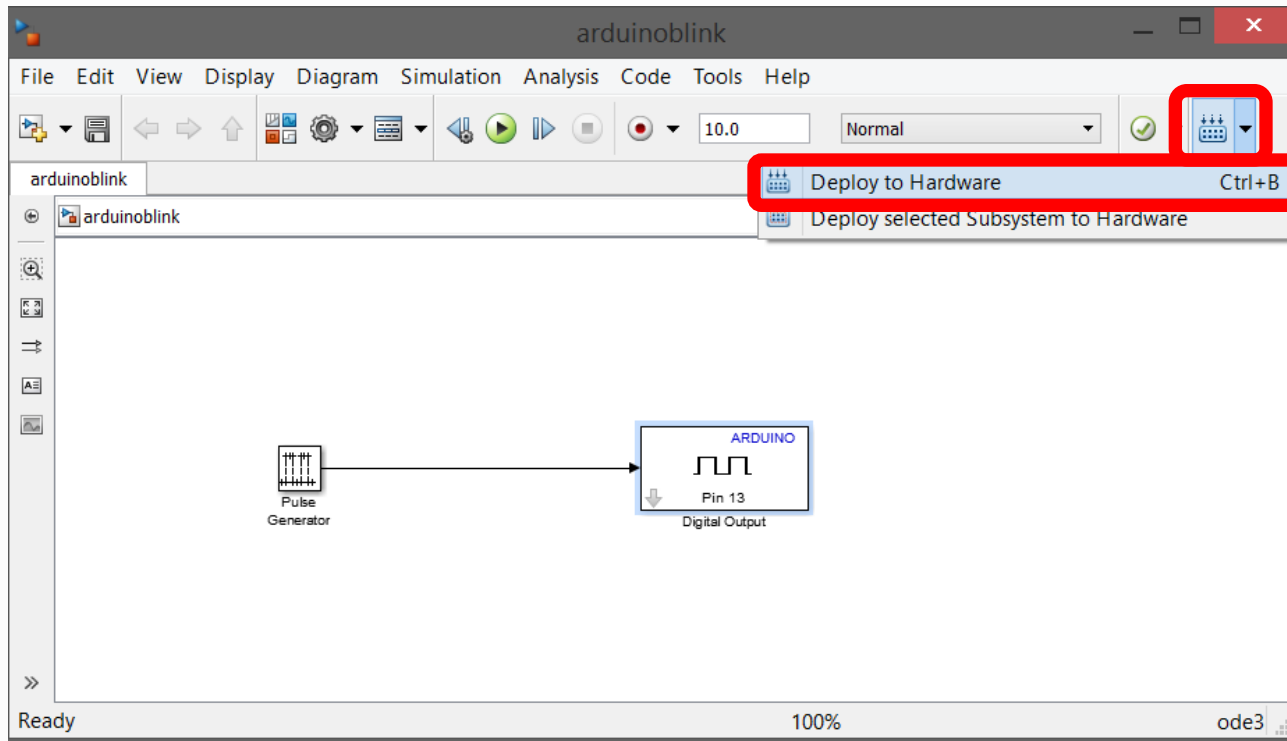 arduinoblink
File Edit View Display Diagram Simulation Analysis Code Tools Help
10.0 Normal
arduinoblink
Deploy to Hardware Ctrl+B
arduinoblink
Deploy selected Subsystem to Hardware
ARDUINO
Pin 13
Pulse
Generator
Digital Output
Ready 100% ode3